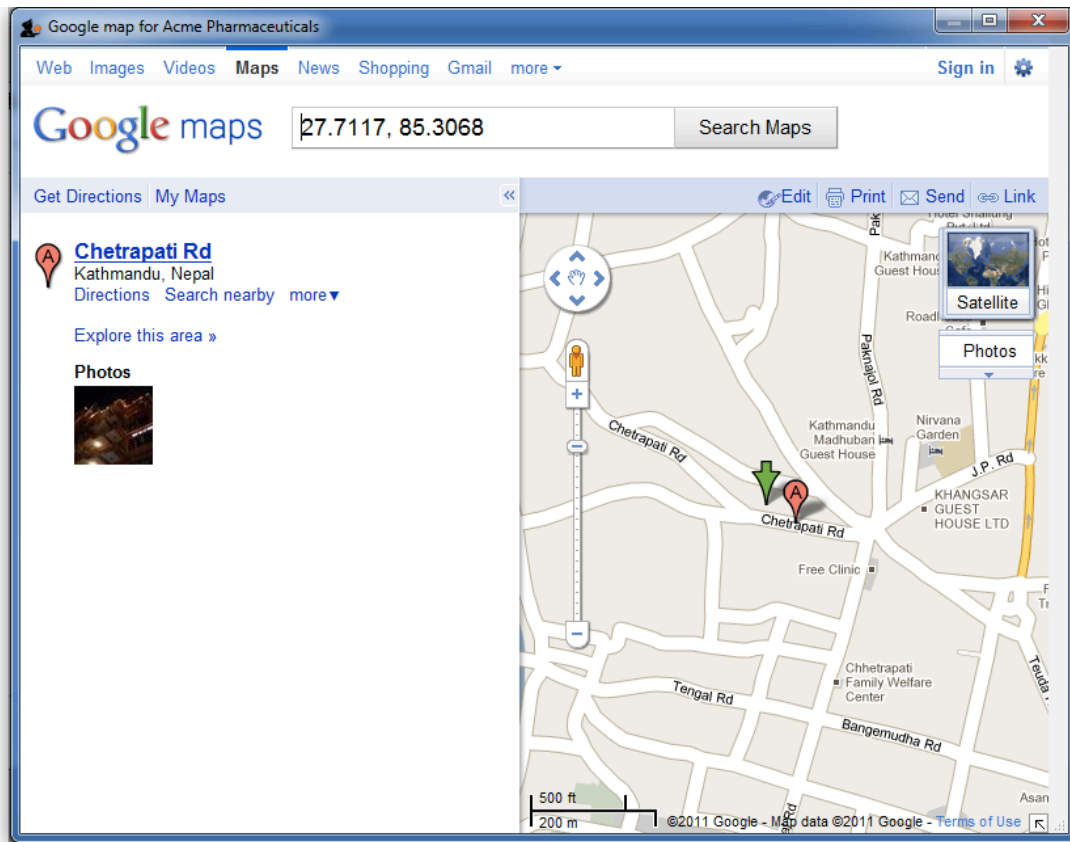 Google map for Acme Pharmaceuticals
Web Images Videos Maps News Shopping Gmail more
Sign in
Google maps
27.7117, 85.3068
Search Maps
Get Directions
My Maps
«
Edit
Print
Send
Link
A
Chetrapati Rd
Kathmandu, Nepal
Directions Search nearby more▼
Explore this area »
Photos
Satellite
Photos
Kathmand
Guest Hous
Paknajol Rd
Kathmandu
Madhuban
Guest House
Nirvana
Garden
J.P. Rd
Chetrapati Rd
A
Chetrapati Rd
KHANGSAR
GUEST
HOUSE LTD
Free Clinic
Chhetrapati
Family Welfare
Center
Tengal Rd
Bangemudha Rd
Teuda
Asan
500 ft
200 m
©2011 Google - Map data ©2011 Google - Terms of Use